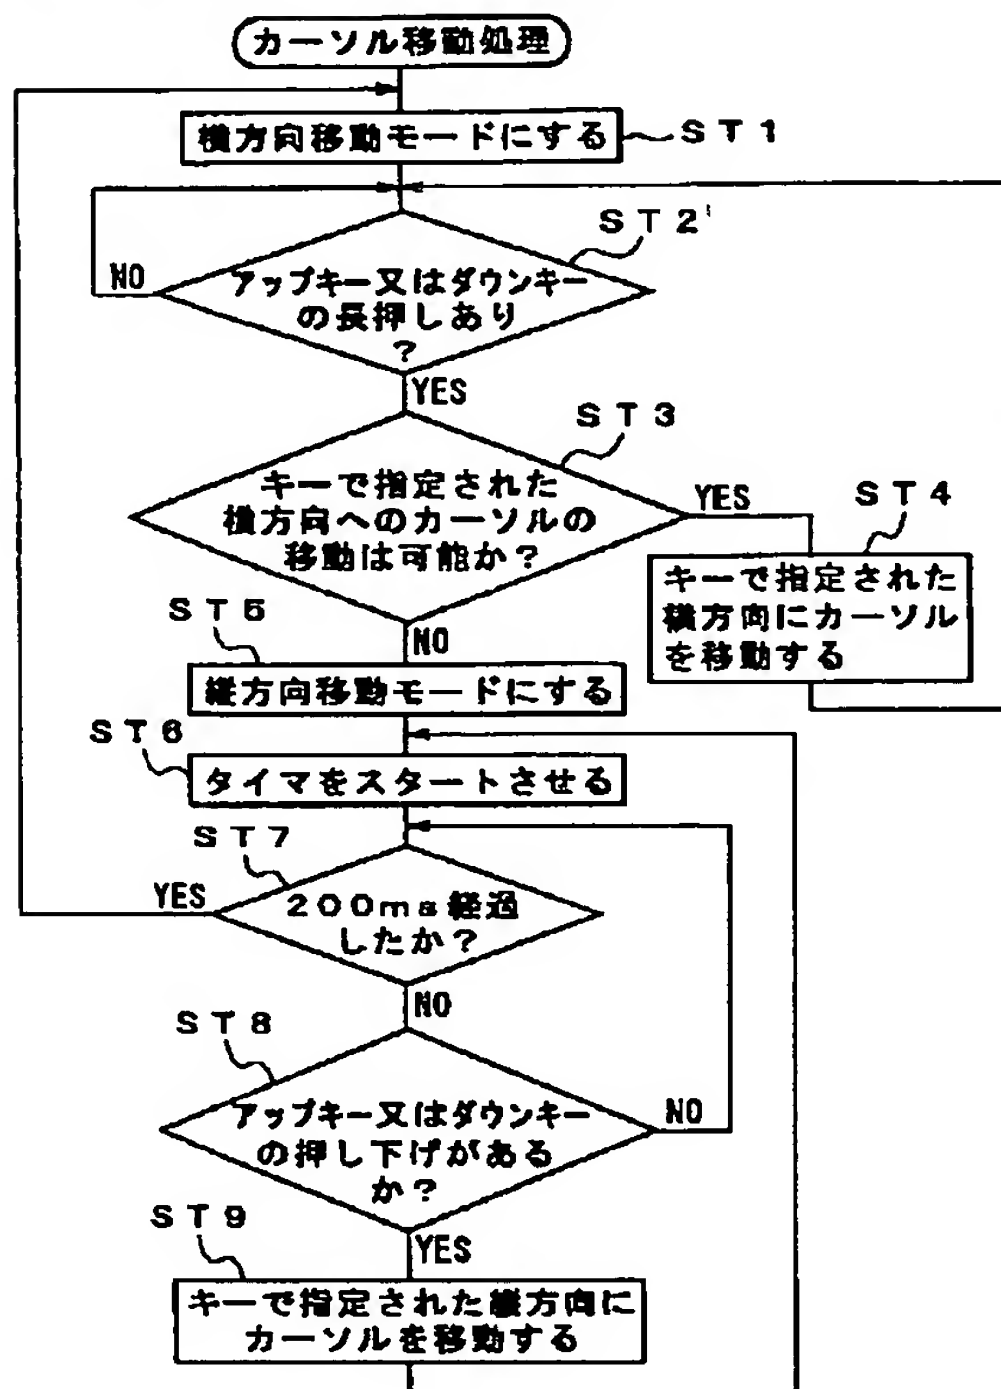 カーソル移動処理
横方向移動モードにする
ST1
ST2'
NO
アップキー又はダウンキー
の長押しあり
?
YES
ST3
キーで指定された
横方向へのカーソルの
移動は可能か?
YES
ST4
キーで指定された
横方向にカーソル
を移動する
NO
ST5
縦方向移動モードにする
ST6
タイマをスタートさせる
ST7
YES
200ms経過
したか?
NO
ST8
アップキー又はダウンキー
の押し下げがある
か?
NO
YES
ST9
キーで指定された縦方向に
カーソルを移動する